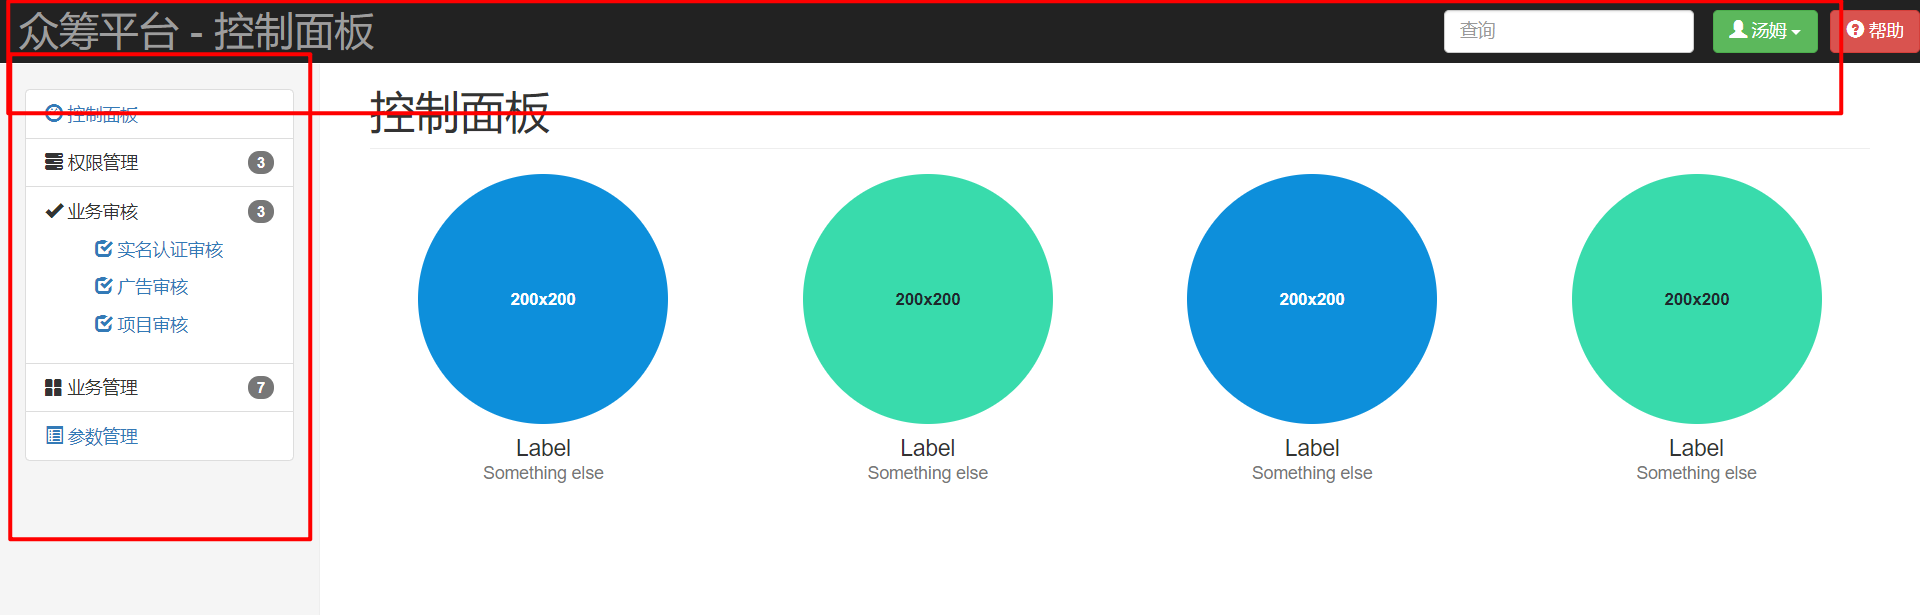 众筹平台 - 控制面板
查询
汤姆
帮助
控制面板
权限管理 3
业务审核 3
实名认证审核
广告审核
项目审核
业务管理 7
参数管理
控制面板
200x200
200x200
200x200
200x200
Label
Label
Label
Label
Something else
Something else
Something else
Something else